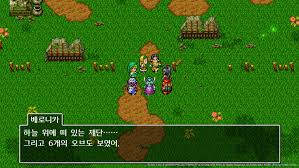 베로니카
하늘 위에 떠 있는 제단……
그리고 6개의 오브도 보였어.